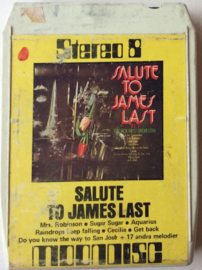 Stereo 8
SALUTE
TO
JAMES
LAST
SALUTE
TO JAMES LAST
Mrs. Robinson • Sugar Sugar • Aquarius
Raindrops keep falling • Cecilia • Get back
Do you know the way to San José + 17 andra melodier